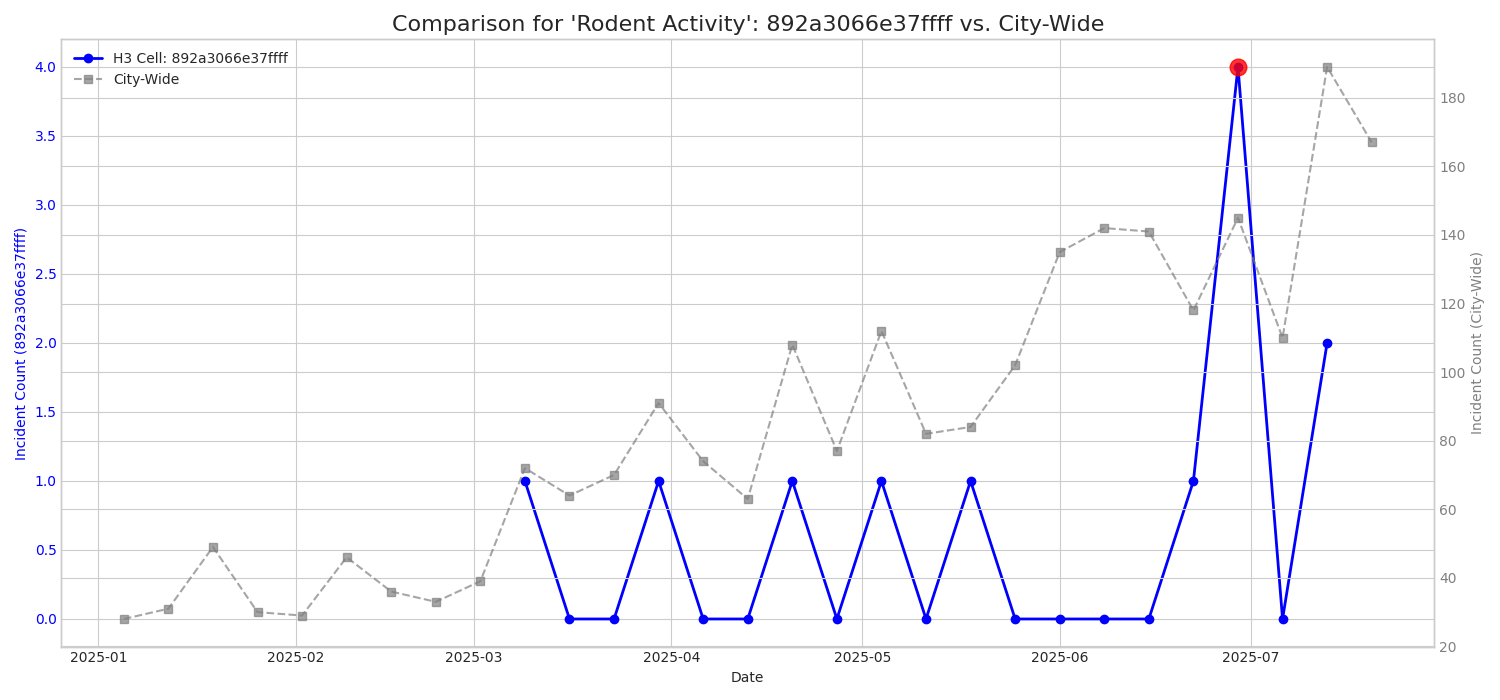 Comparison for 'Rodent Activity': 892a3066e37ffff vs. City-Wide
H3 Cell: 892a3066e37ffff
City-Wide
Incident Count (892a3066e37ffff)
4.0
3.5
3.0
2.5
2.0
1.5
1.0
0.5
0.0
180
160
140
120
100
80
60
40
20
Incident Count (City-Wide)
2025-01 2025-02 2025-03 2025-04 2025-05 2025-06 2025-07
Date